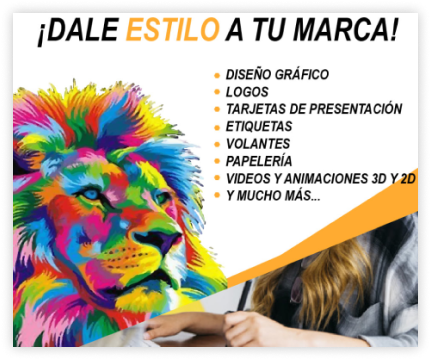 ¡DALE ESTILO A TU MARCA!
DISEÑO GRÁFICO
LOGOS
TARJETAS DE PRESENTACIÓN
ETIQUETAS
VOLANTES
PAPELERÍA
VIDEOS Y ANIMACIONES 3D Y 2D
Y MUCHO MÁS...